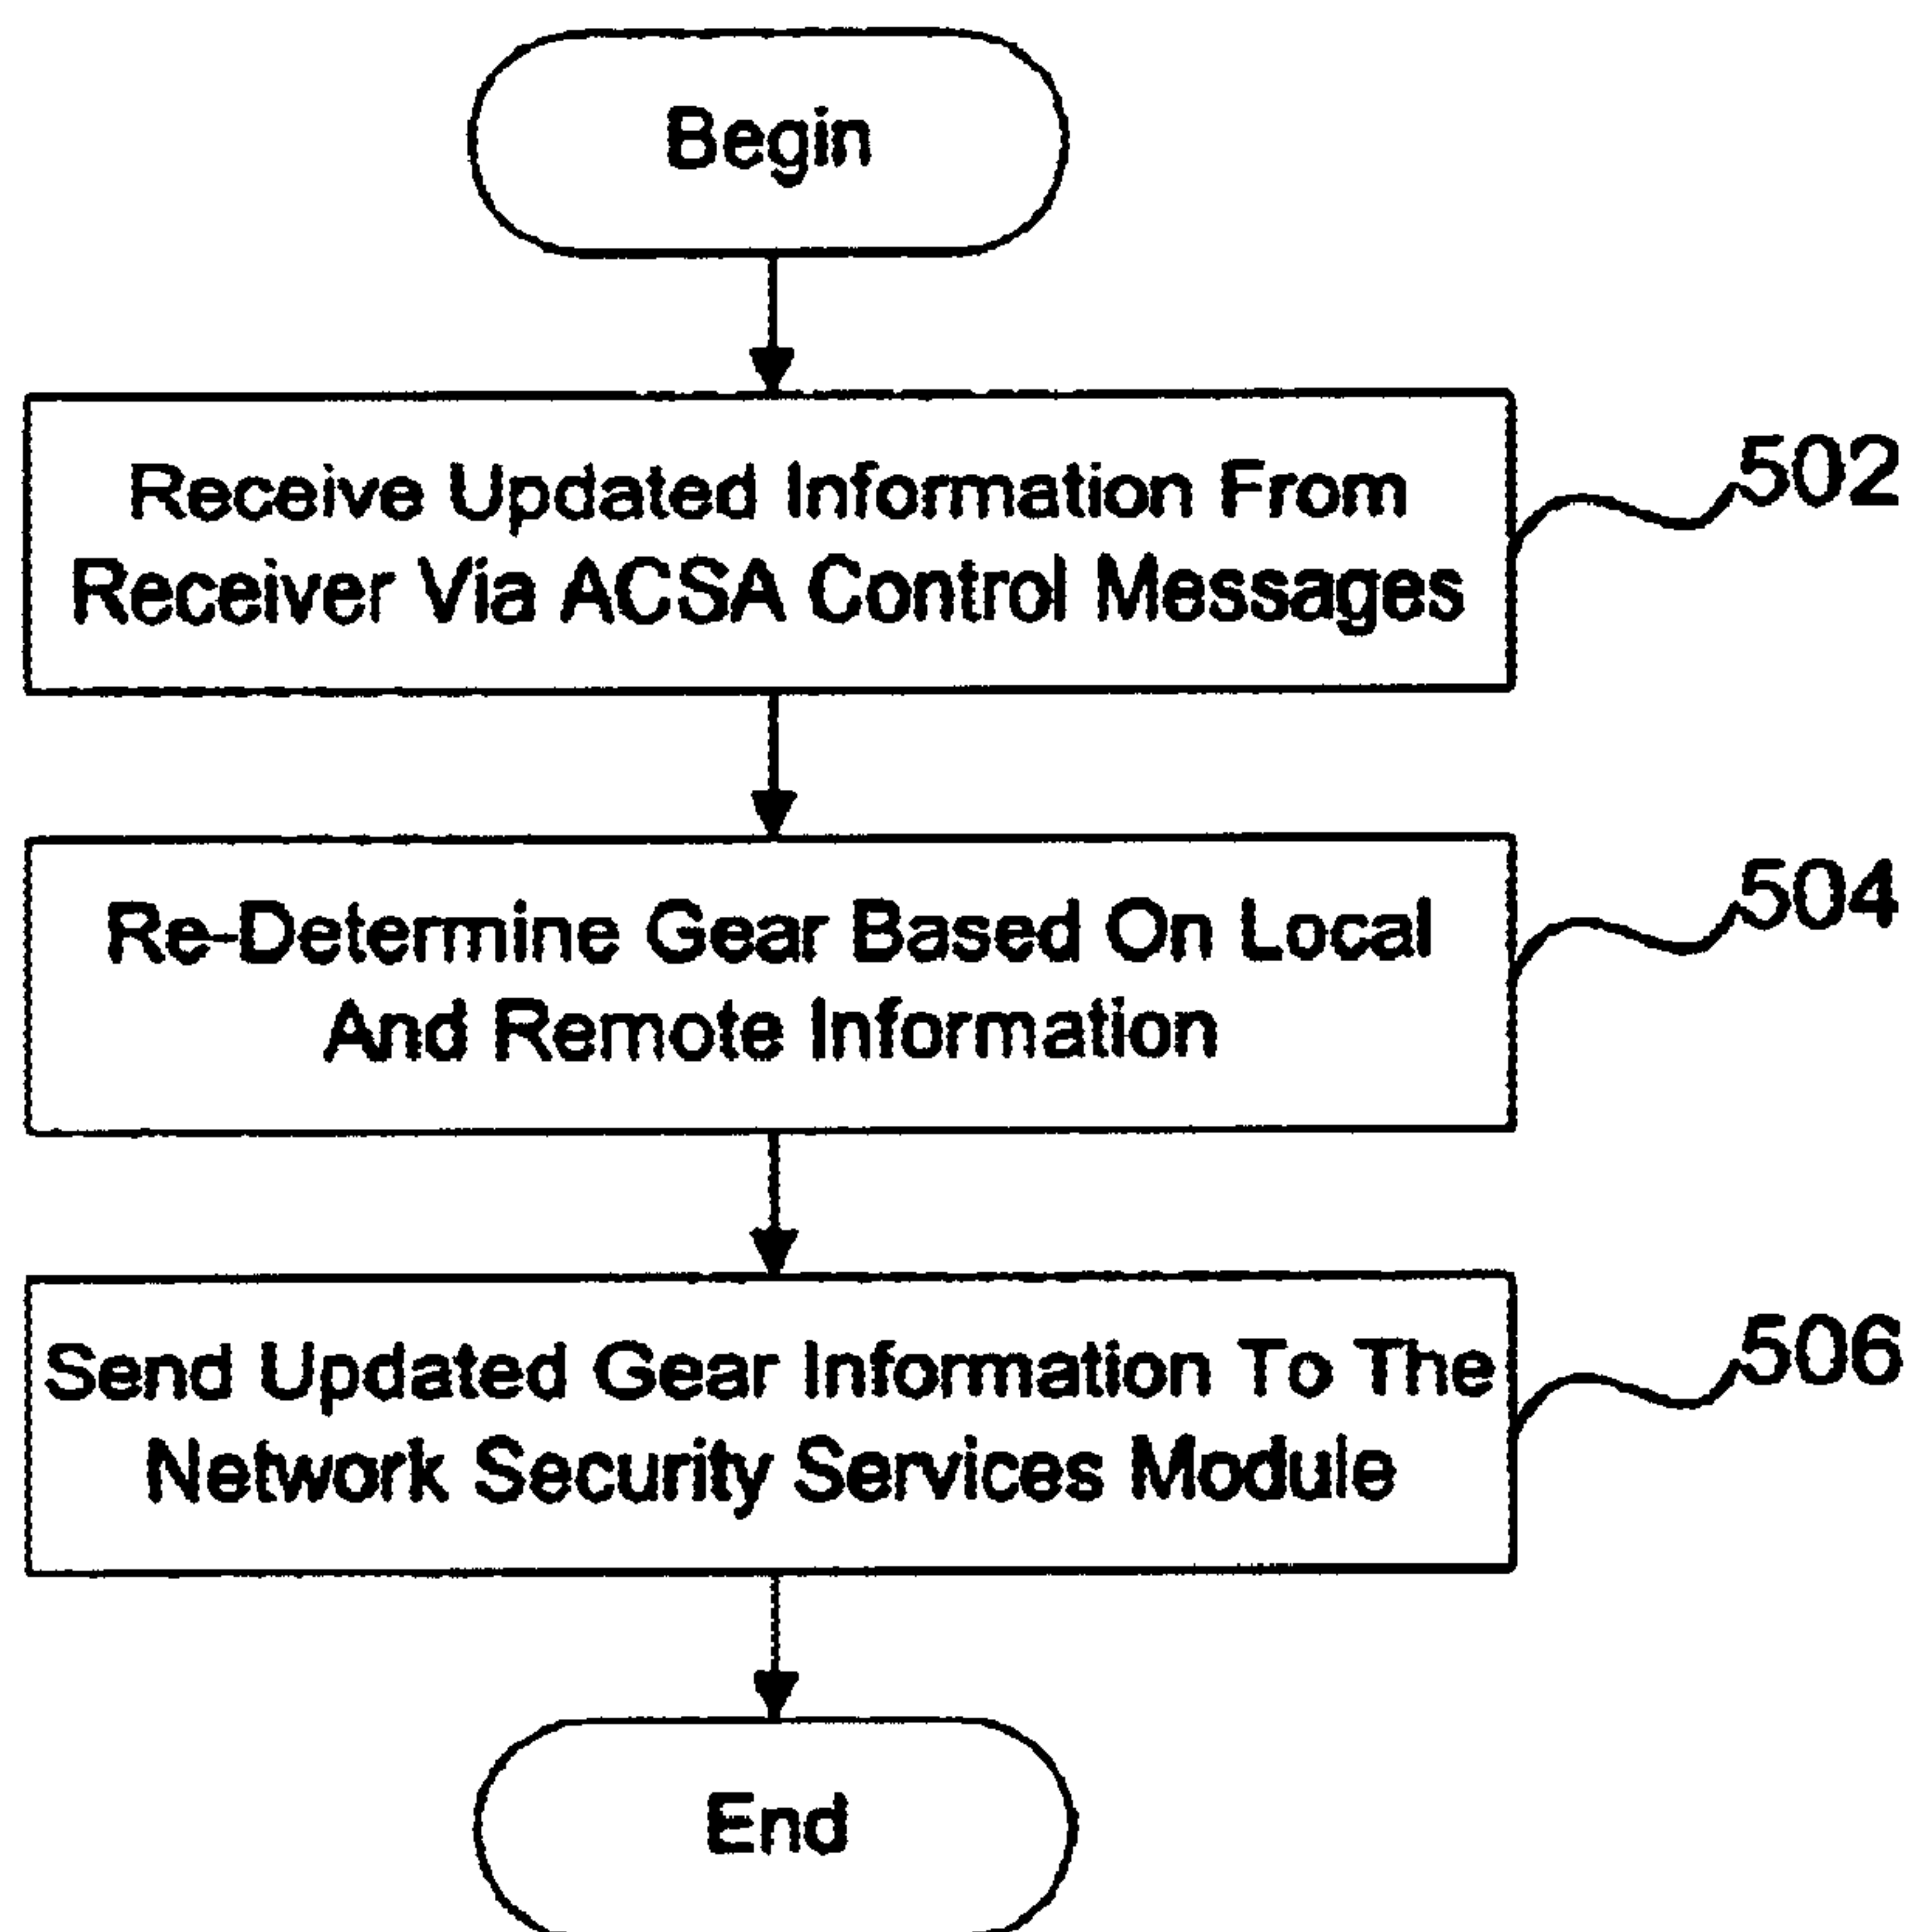 Begin
Receive Updated Information From
Receiver Via ACSA Control Messages
502
Re-Determine Gear Based On Local
And Remote Information
504
Send Updated Gear Information To The
Network Security Services Module
506
End